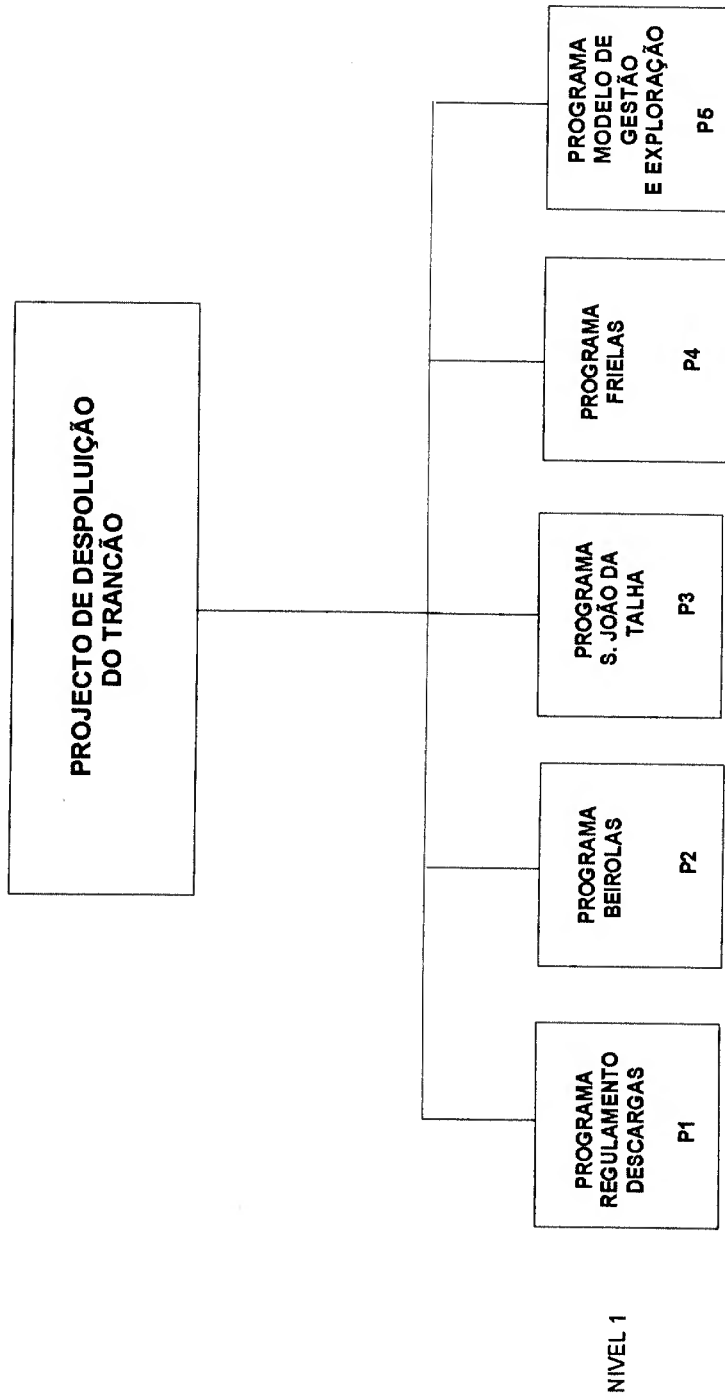 PROJECTO DE DESPOLUIÇÃO
DO TRANCÃO
NIVEL 1
PROGRAMA
REGULAMENTO
DESCARGAS
P1
PROGRAMA
BEIROLAS
P2
PROGRAMA
S. JOÃO DA
TALHA
P3
PROGRAMA
FRIELAS
P4
PROGRAMA
MODELO DE
GESTÃO
E EXPLORAÇÃO
P5